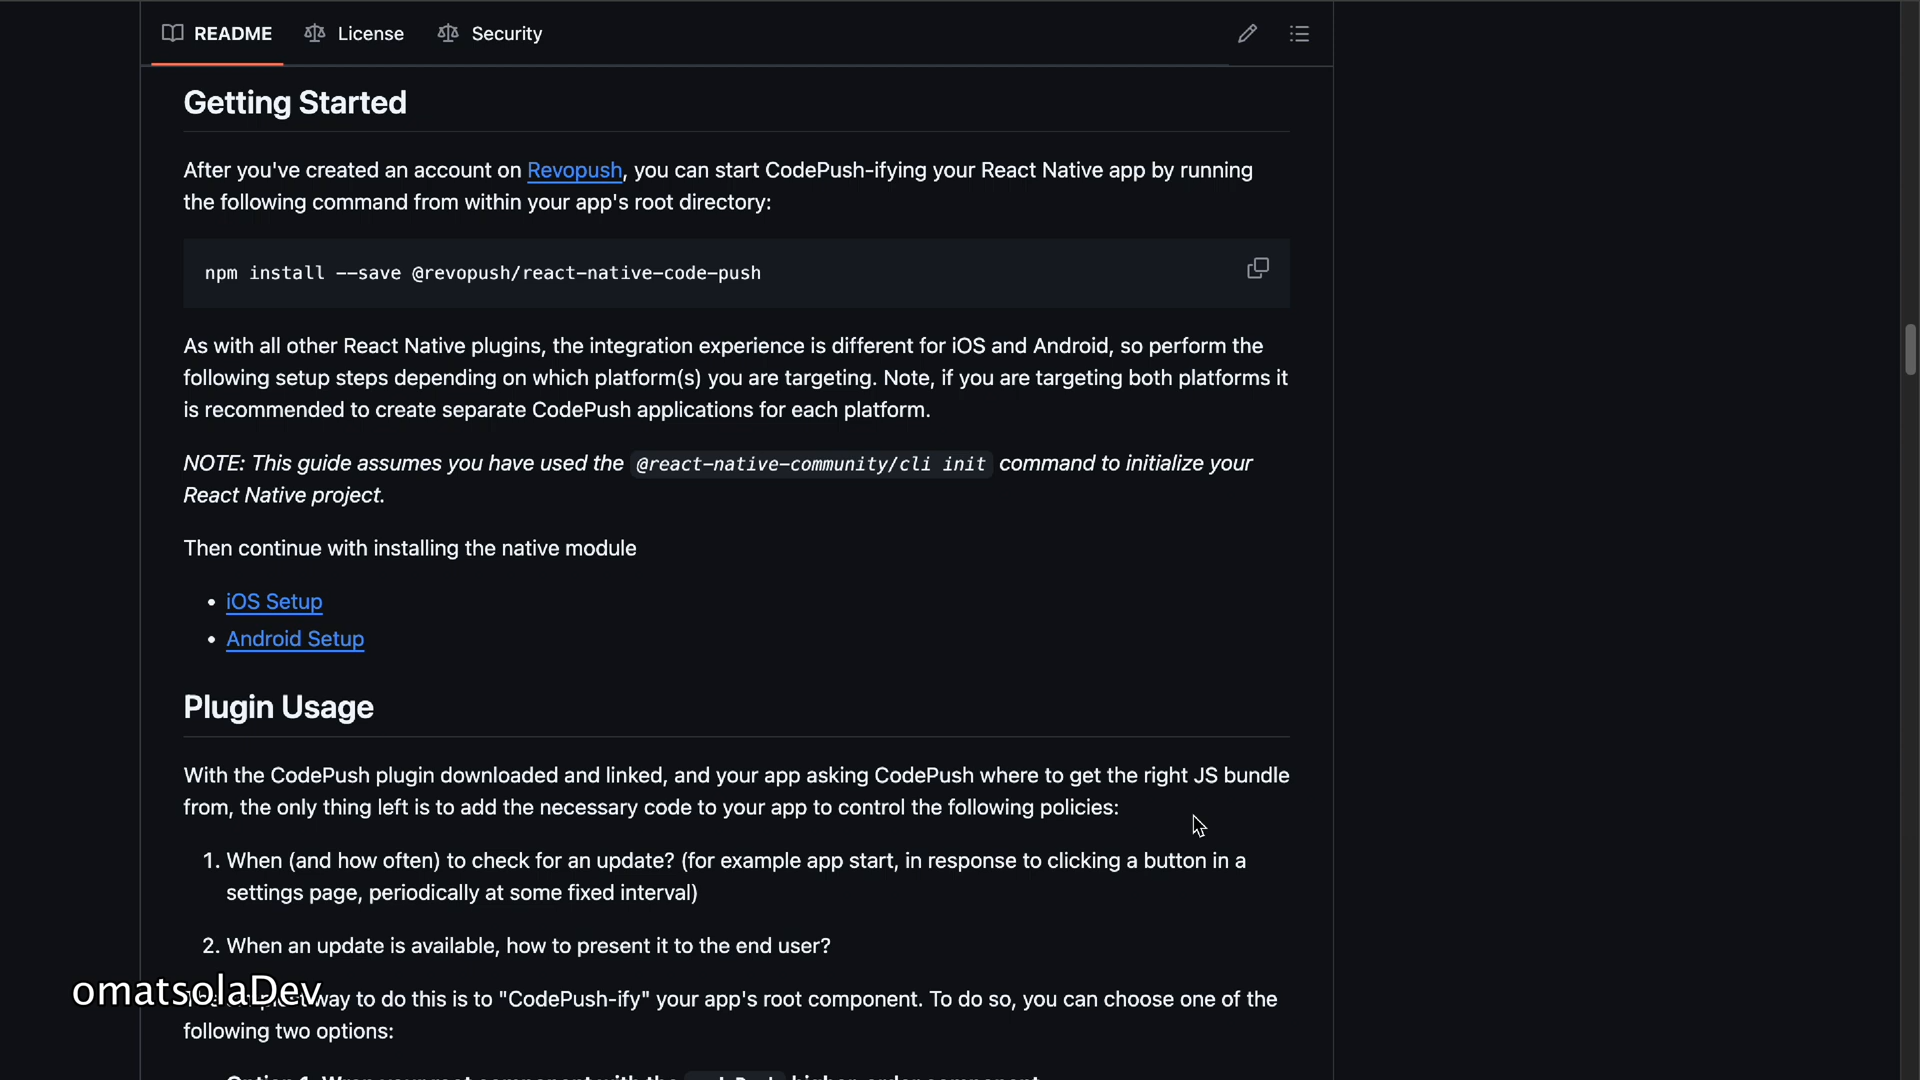 README License Security
Getting Started
After you've created an account on Revopush, you can start CodePush-ifying your React Native app by running
the following command from within your app's root directory:
npm install --save @revopush/react-native-code-push
As with all other React Native plugins, the integration experience is different for iOS and Android, so perform the
following setup steps depending on which platform(s) you are targeting. Note, if you are targeting both platforms it
is recommended to create separate CodePush applications for each platform.
NOTE: This guide assumes you have used the @react-native-community/cli init command to initialize your
React Native project.
Then continue with installing the native module
• iOS Setup
• Android Setup
Plugin Usage
With the CodePush plugin downloaded and linked, and your app asking CodePush where to get the right JS bundle
from, the only thing left is to add the necessary code to your app to control the following policies:
1. When (and how often) to check for an update? (for example app start, in response to clicking a button in a
settings page, periodically at some fixed interval)
2. When an update is available, how to present it to the end user?
omatsolaDev
way to do this is to "CodePush-ify" your app's root component. To do so, you can choose one of the
following two options: